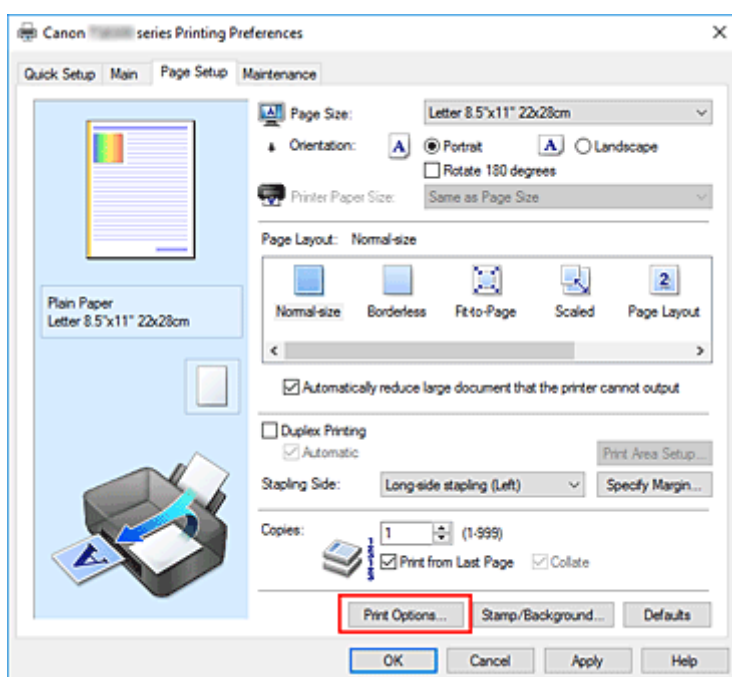 Canon series Printing Preferences
Quick Setup Main Page Setup Maintenance
Page Size: Letter 8.5"x11" 22x28cm
Orientation: A Portrait A Landscape
Rotate 180 degrees
Printer Paper Size: Same as Page Size
Page Layout: Normal-size
2
Normal-size Borderless Fit-to-Page Scaled Page Layout
Plain Paper
Letter 8.5"x11" 22x28cm
Automatically reduce large document that the printer cannot output
Duplex Printing
Automatic
Print Area Setup...
Stapling Side: Long-side stapling (Left) Specify Margin...
Copies: 1 (1-999)
Print from Last Page Collate
A
Print Options... Stamp/Background... Defaults
OK Cancel Apply Help